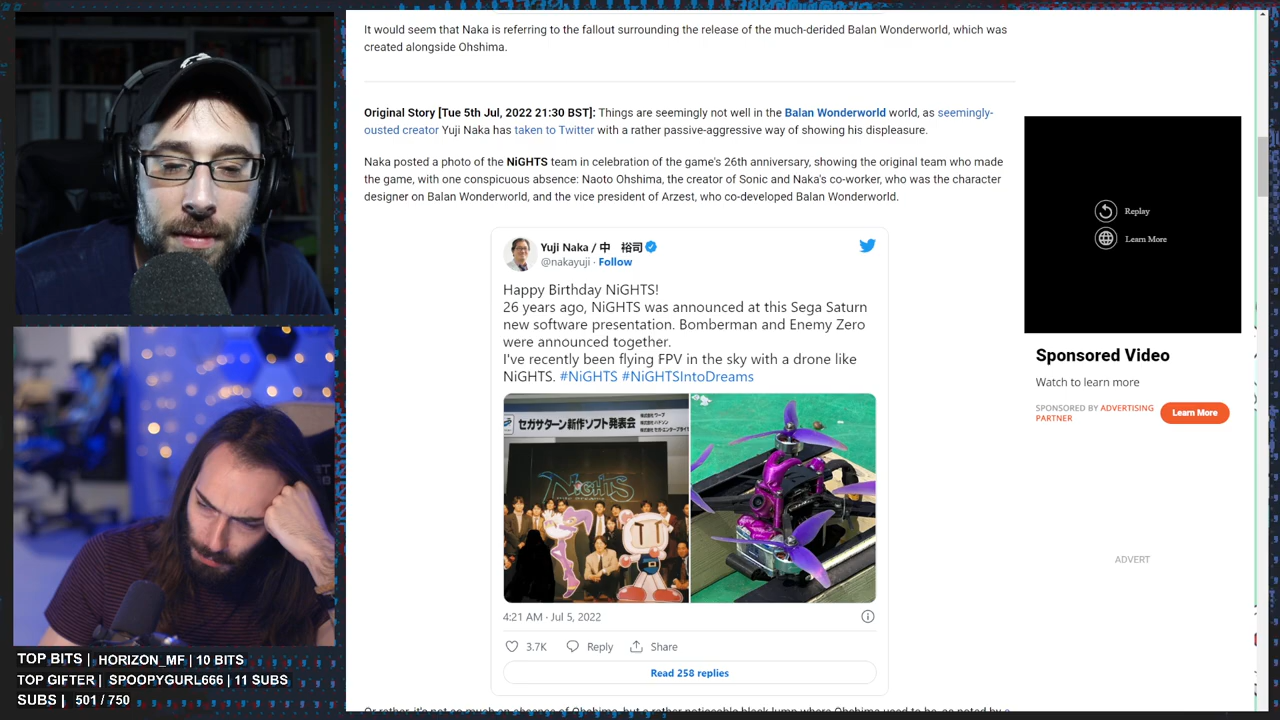 It would seem that Naka is referring to the fallout surrounding the release of the much-derided Balan Wonderworld, which was
created alongside Ohshima.
Original Story [Tue 5th Jul, 2022 21:30 BST]: Things are seemingly not well in the Balan Wonderworld world, as seemingly-
ousted creator Yuji Naka has taken to Twitter with a rather passive-aggressive way of showing his displeasure.
Naka posted a photo of the NiGHTS team in celebration of the game's 26th anniversary, showing the original team who made
the game, with one conspicuous absence: Naoto Ohshima, the creator of Sonic and Naka's co-worker, who was the character
designer on Balan Wonderworld, and the vice president of Arzest, who co-developed Balan Wonderworld.
Yuji Naka / 中 裕司
@nakayuji · Follow
Happy Birthday NiGHTS!
26 years ago, NiGHTS was announced at this Sega Saturn
new software presentation. Bomberman and Enemy Zero
were announced together.
I've recently been flying FPV in the sky with a drone like
NiGHTS. #NiGHTS #NiGHTSIntoDreams
セガサターン新作ソフト発表会
NiGHTS
4:21 AM · Jul 5, 2022
3.7K Reply Share
Read 258 replies
Replay
Learn More
Sponsored Video
Watch to learn more
SPONSORED BY ADVERTISING
PARTNER
Learn More
ADVERT
TOP BITS | HORIZON_MF | 10 BITS
OP GIFTER | SPOOPYGURL666 | 11 SUBS
SUBS | 501 / 750